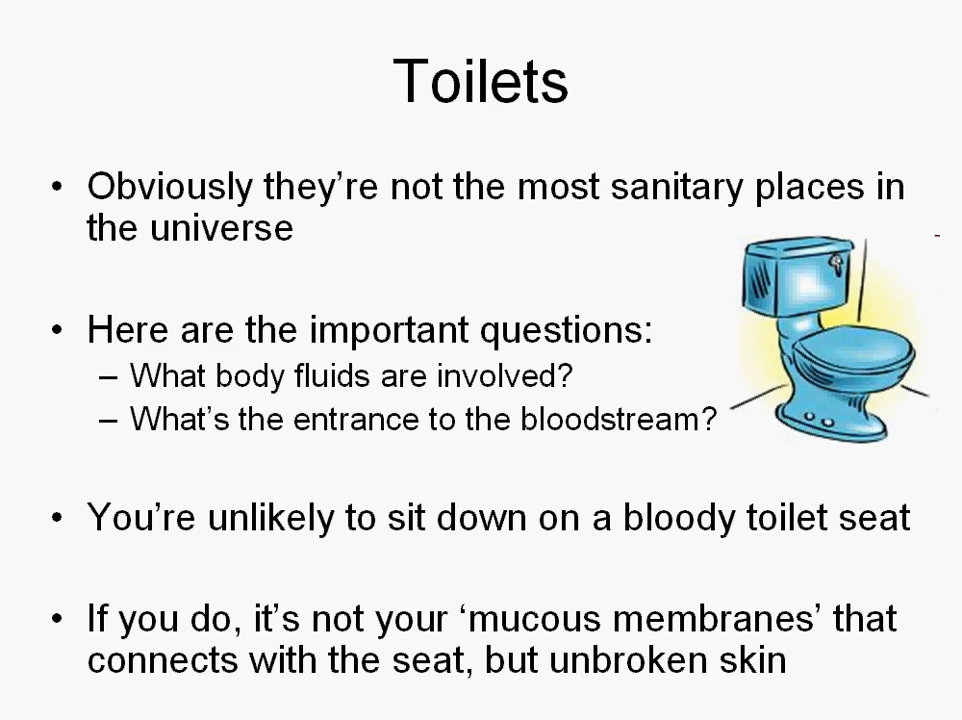 Toilets
• Obviously they're not the most sanitary places in
the universe
• Here are the important questions:
– What body fluids are involved?
– What's the entrance to the bloodstream?
• You're unlikely to sit down on a bloody toilet seat
• If you do, it's not your ‘mucous membranes’ that
connects with the seat, but unbroken skin